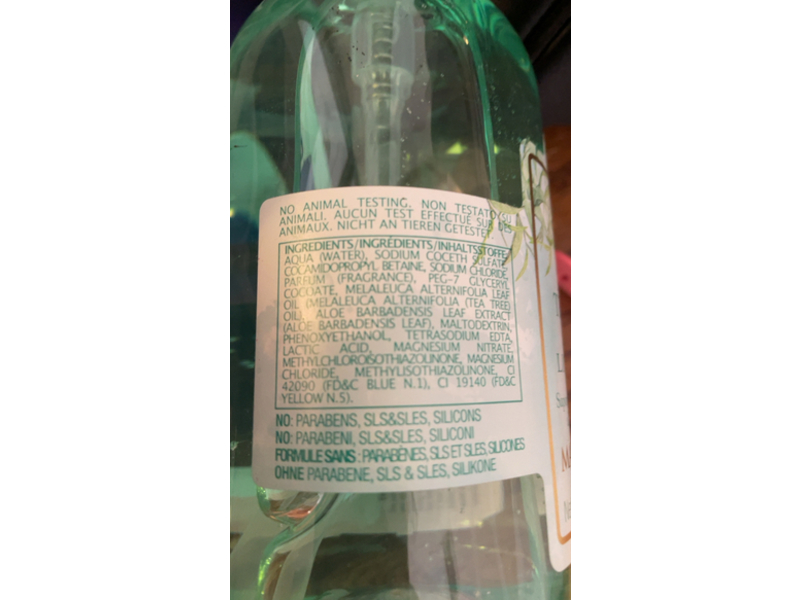 NO ANIMAL TESTING. NON TESTATO SU
ANIMALI. AUCUN TEST EFFECTUÉ SUR DES
ANIMAUX. NICHT AN TIEREN GETESTET
INGREDIENTS/INGRÉDIENTS/INHALTSSTOFFE
AQUA (WATER), SODIUM COCETH SULFATE,
COCAMIDOPROPYL BETAINE, SODIUM CHLORIDE,
PARFUM (FRAGRANCE), PEG-7 GLYCERYL
COCOATE, MELALEUCA ALTERNIFOLIA LEAF
OIL (MELALEUCA ALTERNIFOLIA (TEA TREE)
OIL), ALOE BARBADENSIS LEAF EXTRACT
(ALOE BARBADENSIS LEAF), MALTODEXTRIN,
PHENOXYETHANOL, TETRASODIUM EDTA,
LACTIC ACID, MAGNESIUM NITRATE,
METHYLCHLOROISOTHIAZOLINONE, MAGNESIUM
CHLORIDE, METHYLISOTHIAZOLINONE, CI
42090 (FD&C BLUE N.1), CI 19140 (FD&C
YELLOW N.5).
NO: PARABENS, SLS&SLES, SILICONS
NO: PARABENI, SLS&SLES, SILICONI
FORMULE SANS : PARABÈNES, SLS ET SLES, SILICONES
OHNE PARABENE, SLS & SLES, SILIKONE